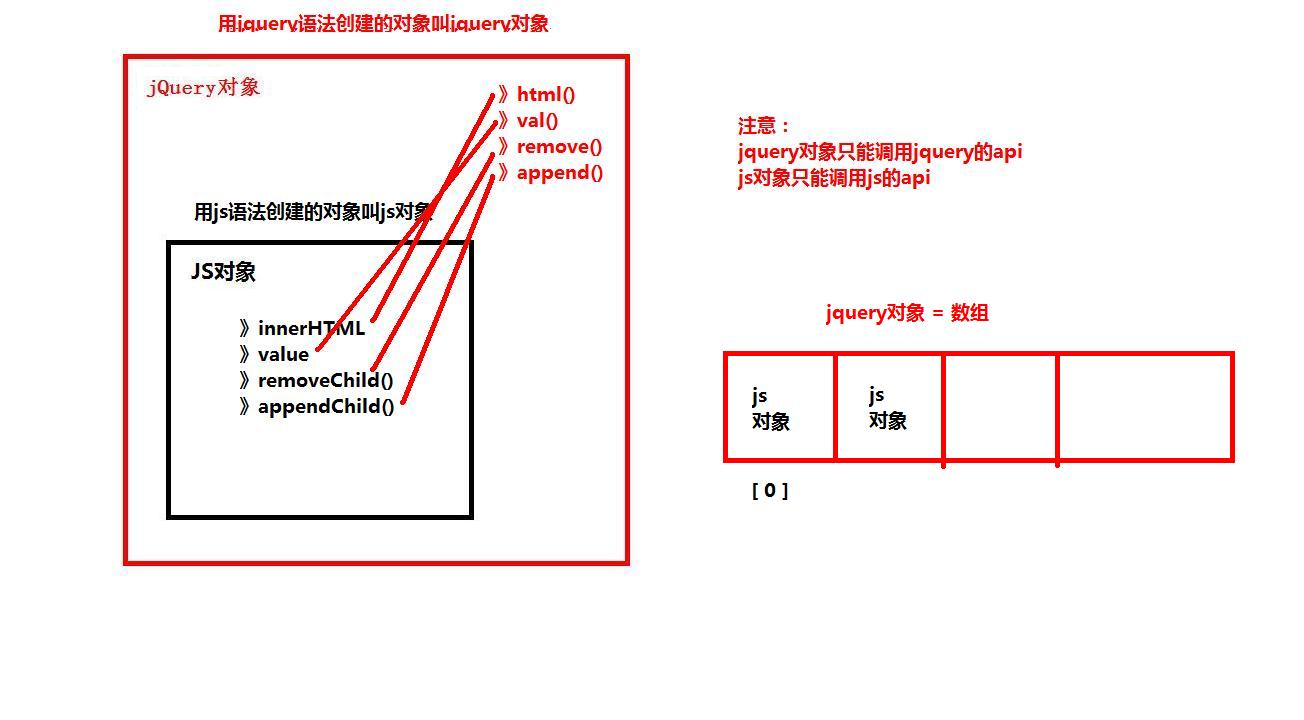 用jquery语法创建的对象叫jquery对象
jQuery对象
》html()
》val()
》remove()
》append()
用js语法创建的对象叫js对象
JS对象
》innerHTML
》value
》removeChild()
》appendChild()
注意：
jquery对象只能调用jquery的api
js对象只能调用js的api
jquery对象 = 数组
js
对象
js
对象
[ 0 ]